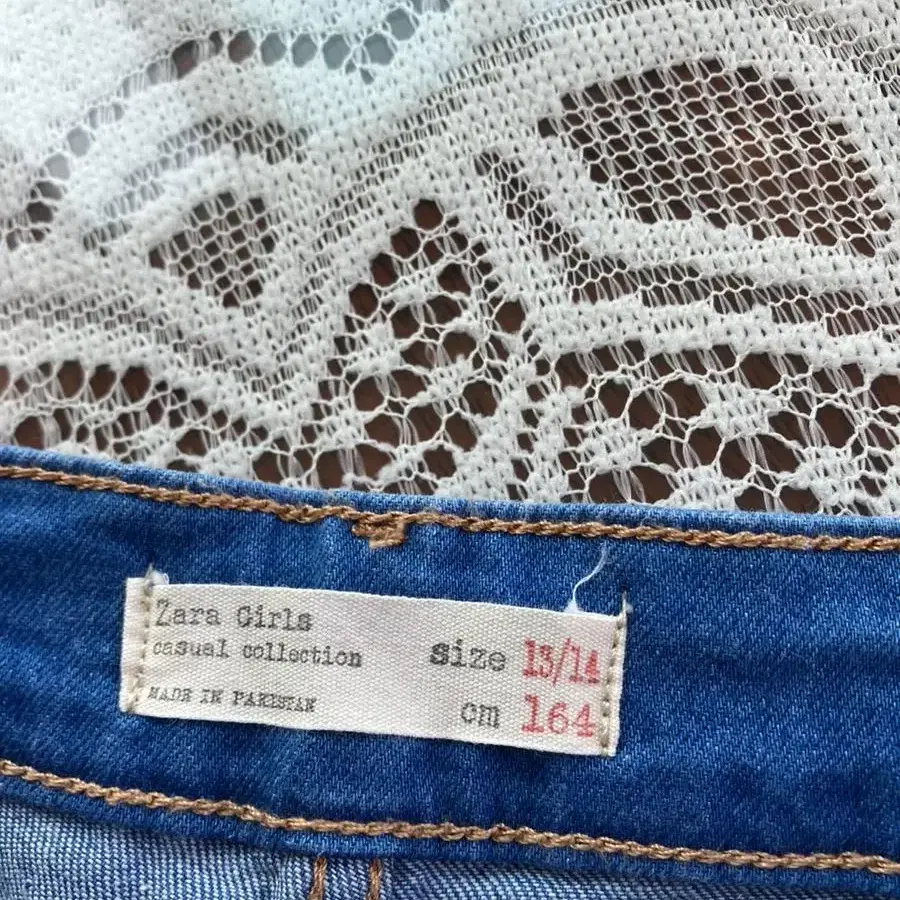 Zara Girls
casual collection
size 13/14
MADE IN PAKISTAN
cm 164